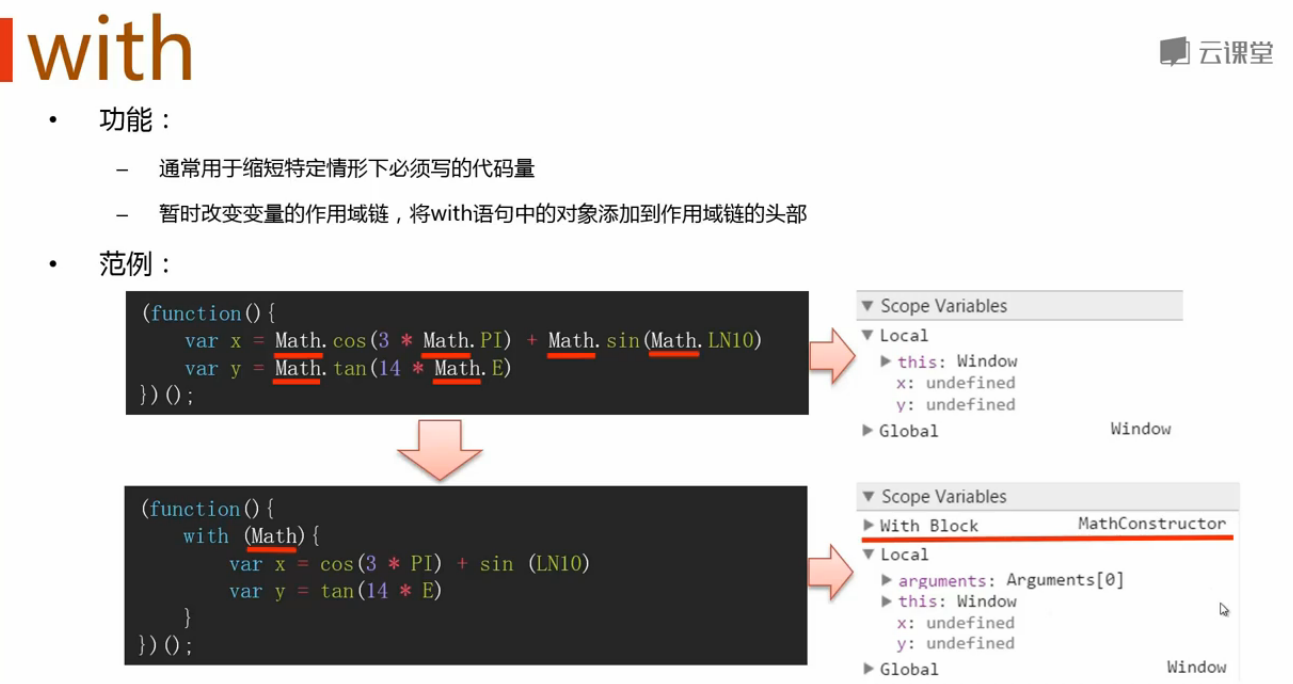 with
云课堂
• 功能：
– 通常用于缩短特定情形下必须写的代码量
– 暂时改变变量的作用域链，将with语句中的对象添加到作用域链的头部
• 范例：
(function(){
var x = Math.cos(3 * Math.PI) + Math.sin(Math.LN10)
var y = Math.tan(14 * Math.E)
})();
Scope Variables
Local
this: Window
x: undefined
y: undefined
Global Window
(function(){
with (Math){
var x = cos(3 * PI) + sin (LN10)
var y = tan(14 * E)
}
})();
Scope Variables
With Block MathConstructor
Local
arguments: Arguments[0]
this: Window
x: undefined
y: undefined
Global Window